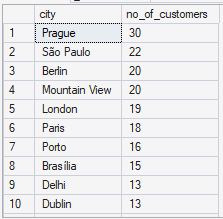 city no_of_customers
1 Prague 30
2 São Paulo 22
3 Berlin 20
4 Mountain View 20
5 London 19
6 Paris 18
7 Porto 16
8 Brasília 15
9 Delhi 13
10 Dublin 13